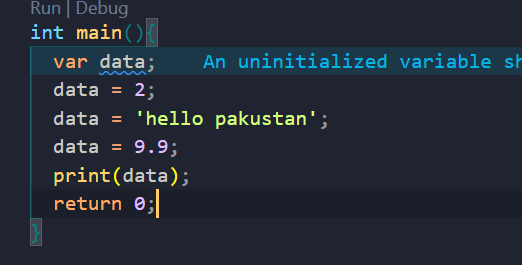 Run | Debug
int main(){
var data; An uninitialized variable
data = 2;
data = 'hello pakustan';
data = 9.9;
print(data);
return 0;
}